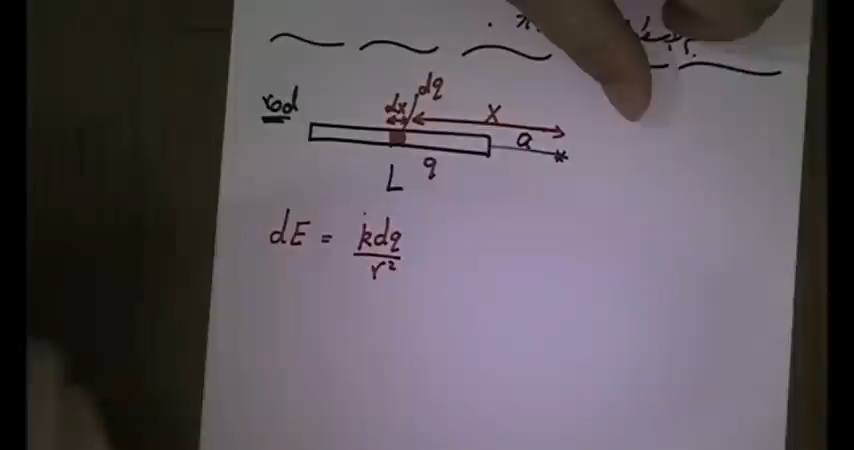 dq
rod dx X
a
q
L
dE = kdq / r²